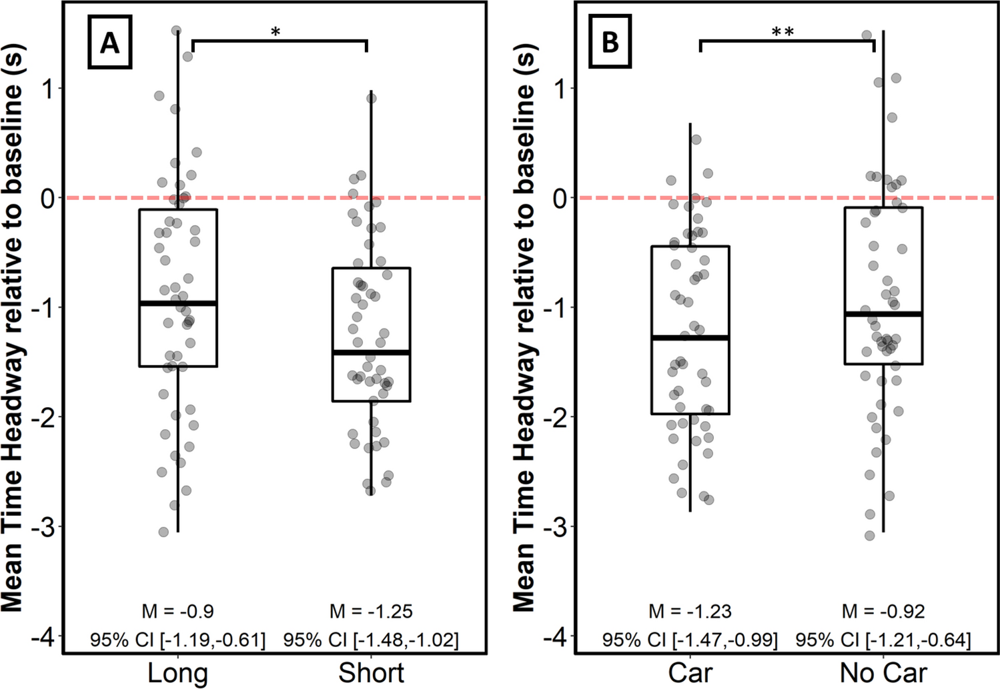 A
*
Mean Time Headway relative to baseline (s)
1
0
-1
-2
-3
-4
M = -0.9
95% CI [-1.19,-0.61]
M = -1.25
95% CI [-1.48,-1.02]
Long
Short
B
**
Mean Time Headway relative to baseline (s)
1
0
-1
-2
-3
-4
M = -1.23
95% CI [-1.47,-0.99]
M = -0.92
95% CI [-1.21,-0.64]
Car
No Car